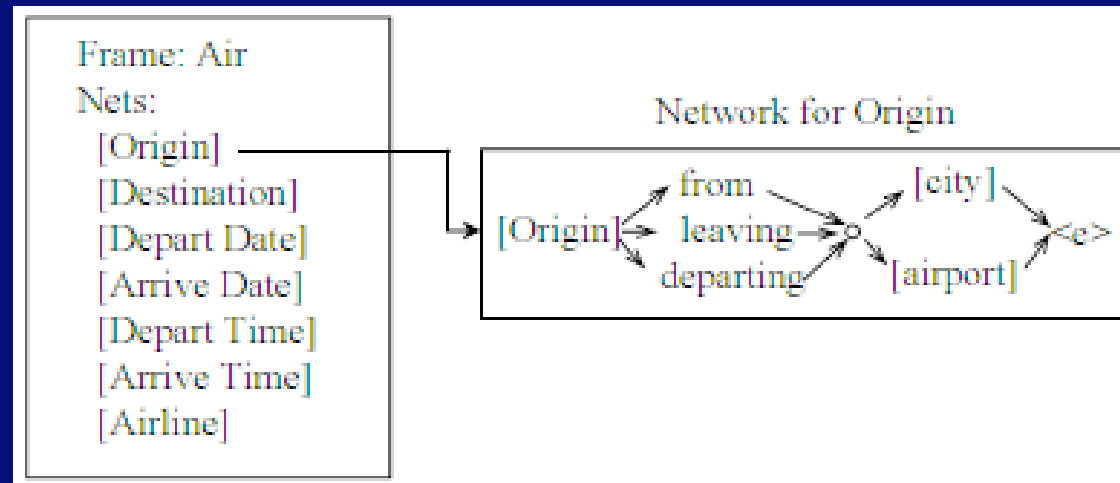 Frame: Air
Nets:
[Origin]
[Destination]
[Depart Date]
[Arrive Date]
[Depart Time]
[Arrive Time]
[Airline]
Network for Origin
[Origin]
from
leaving
departing
[city]
[airport]
<e>